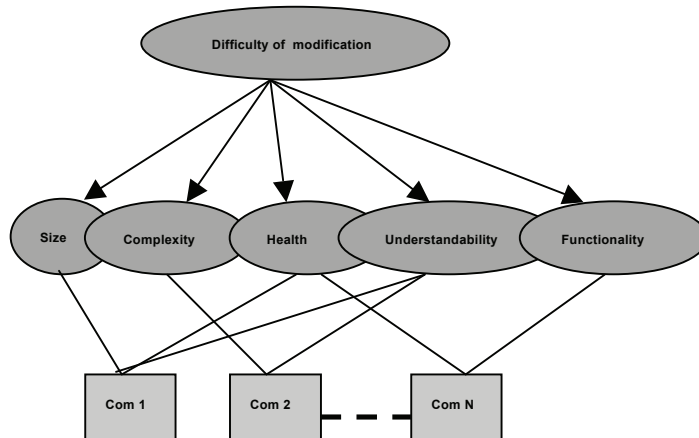 Difficulty of modification
Size
Complexity
Health
Understandability
Functionality
Com 1
Com 2
Com N